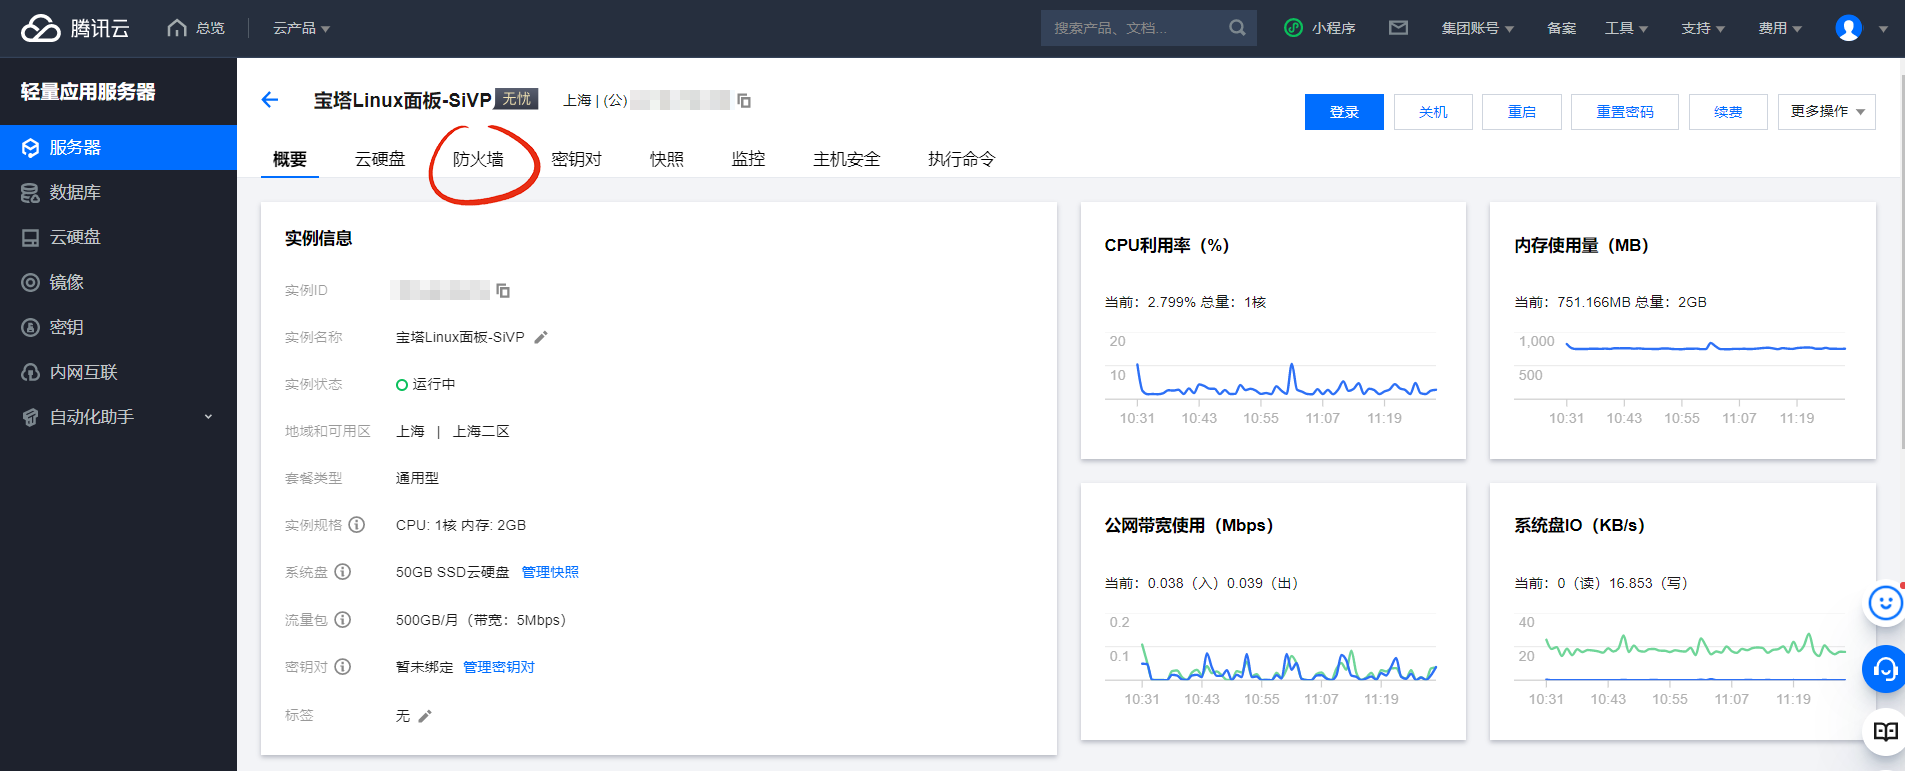 腾讯云 总览 云产品 搜索产品、文档... 小程序 集团账号 备案 工具 支持 费用
轻量应用服务器
服务器
数据库
云硬盘
镜像
密钥
内网互联
自动化助手
宝塔Linux面板-SiVP 无忧 上海 | (公)
登录 关机 重启 重置密码 续费 更多操作
概要 云硬盘 防火墙 密钥对 快照 监控 主机安全 执行命令
实例信息
实例ID
实例名称 宝塔Linux面板-SiVP
实例状态 运行中
地域和可用区 上海 | 上海二区
套餐类型 通用型
实例规格 CPU: 1核 内存: 2GB
系统盘 50GB SSD云硬盘 管理快照
流量包 500GB/月（带宽：5Mbps）
密钥对 暂未绑定 管理密钥对
标签 无
CPU利用率（%）
当前：2.799% 总量：1核
20
10
10:31 10:43 10:55 11:07 11:19
内存使用量（MB）
当前：751.166MB 总量：2GB
1,000
500
10:31 10:43 10:55 11:07 11:19
公网带宽使用（Mbps）
当前：0.038（入）0.039（出）
0.2
0.1
10:31 10:43 10:55 11:07 11:19
系统盘IO（KB/s）
当前：0（读）16.853（写）
40
20
10:31 10:43 10:55 11:07 11:19